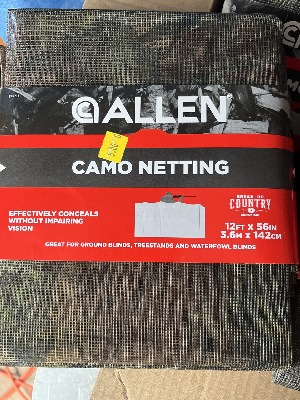 ALLEN
CAMO NETTING
EFFECTIVELY CONCEALS
WITHOUT IMPAIRING
VISION
COUNTRY
12FT X 56IN
3.6M X 142CM
GREAT FOR GROUND BLINDS, TREESTANDS AND WATERFOWL BLINDS